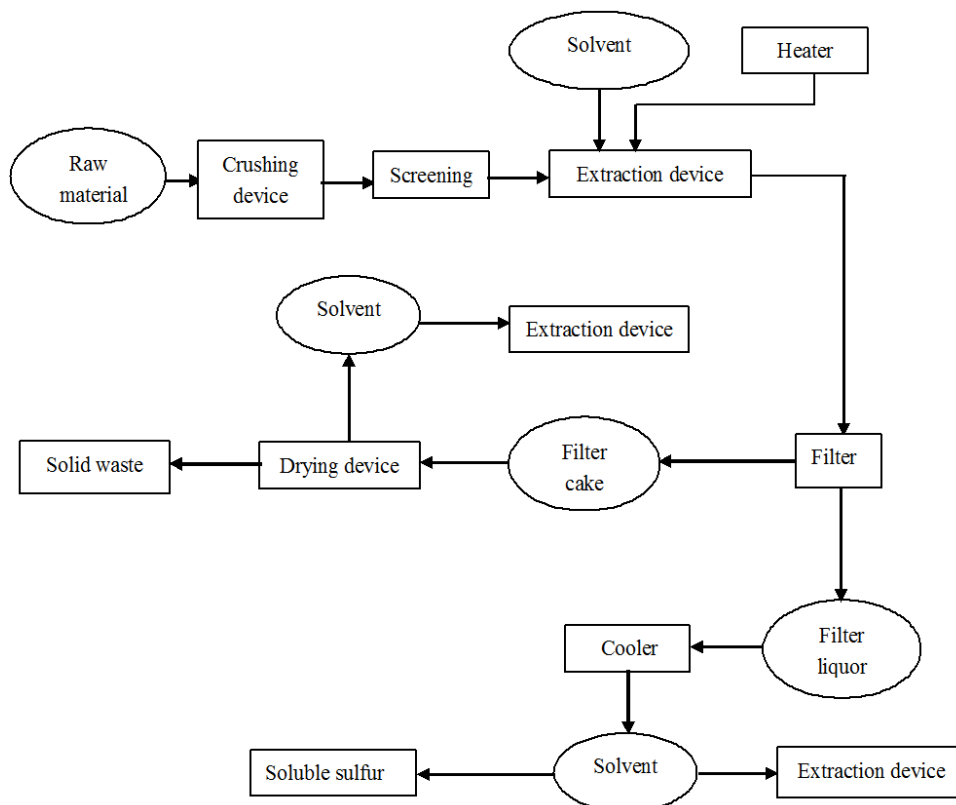 Solvent
Heater
Raw
material
Crushing
device
Screening
Extraction device
Solvent
Extraction device
Solid waste
Drying device
Filter
cake
Filter
Filter
liquor
Cooler
Soluble sulfur
Solvent
Extraction device